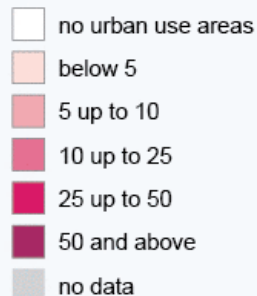 no urban use areas
below 5
5 up to 10
10 up to 25
25 up to 50
50 and above
no data